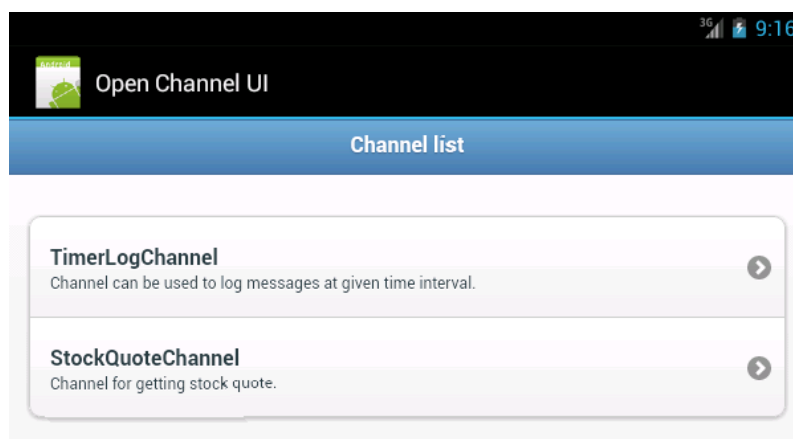 3G 9:16
Android
Open Channel UI
Channel list
TimerLogChannel
Channel can be used to log messages at given time interval.
StockQuoteChannel
Channel for getting stock quote.